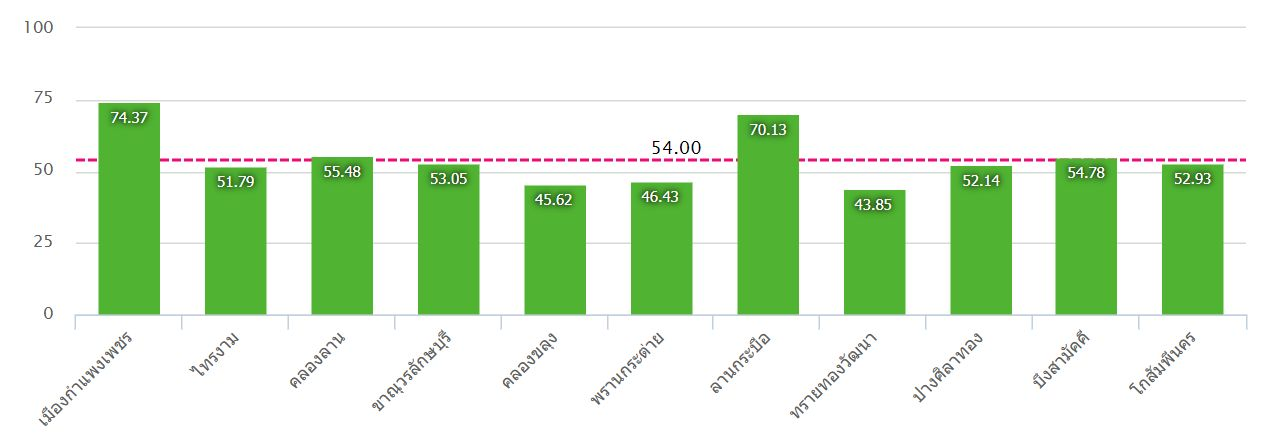 100
75
50
25
0
54.00
74.37
51.79
55.48
53.05
45.62
46.43
70.13
43.85
52.14
54.78
52.93
เมืองกำแพงเพชร
ไทรงาม
คลองลาน
ขาณุวรลักษบุรี
คลองขลุง
พรานกระต่าย
ลานกระบือ
ทรายทองวัฒนา
ปางศิลาทอง
บึงสามัคคี
โกสัมพีนคร